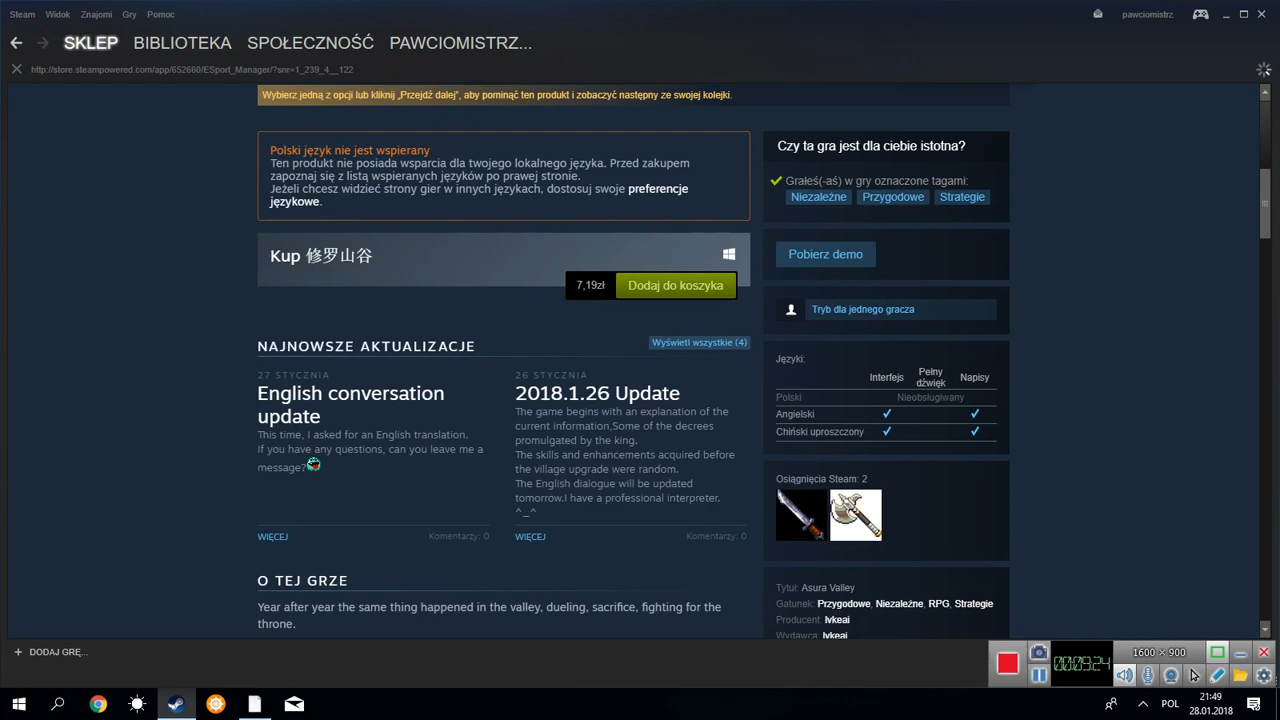 Steam Widok Znajomi Gry Pomoc
pawciomistrz
SKLEP BIBLIOTEKA SPOŁECZNOŚĆ PAWCIOMISTRZ...
http://store.steampowered.com/app/652660/ESport_Manager/?snr=1_239_4__122
Wybierz jedną z opcji lub kliknij „Przejdź dalej”, aby pominąć ten produkt i zobaczyć następny ze swojej kolejki.
Polski język nie jest wspierany
Ten produkt nie posiada wsparcia dla twojego lokalnego języka. Przed zakupem
zapoznaj się z listą wspieranych języków po prawej stronie.
Jeżeli chcesz widzieć strony gier w innych językach, dostosuj swoje preferencje
językowe.
Kup 修罗山谷
7,19zł Dodaj do koszyka
NAJNOWSZE AKTUALIZACJE
Wyświetl wszystkie (4)
27 STYCZNIA
English conversation
update
This time, I asked for an English translation.
If you have any questions, can you leave me a
message?
WIĘCEJ
Komentarzy: 0
26 STYCZNIA
2018.1.26 Update
The game begins with an explanation of the
current information,Some of the decrees
promulgated by the king.
The skills and enhancements acquired before
the village upgrade were random.
The English dialogue will be updated
tomorrow.I have a professional interpreter.
^_^
WIĘCEJ
Komentarzy: 0
O TEJ GRZE
Year after year the same thing happened in the valley, dueling, sacrifice, fighting for the
throne.
Czy ta gra jest dla ciebie istotna?
Grałeś(-aś) w gry oznaczone tagami:
Niezależne Przygodowe Strategie
Pobierz demo
Tryb dla jednego gracza
Języki:
Interfejs Pełny dźwięk Napisy
Polski Nieobsługiwany
Angielski
Chiński uproszczony
Osiągnięcia Steam: 2
Tytuł: Asura Valley
Gatunek: Przygodowe, Niezależne, RPG, Strategie
Producent: lvkeai
Wydawca: lvkeai
+ DODAJ GRĘ...
00:09:24
1600 × 900
POL
21:49
28.01.2018